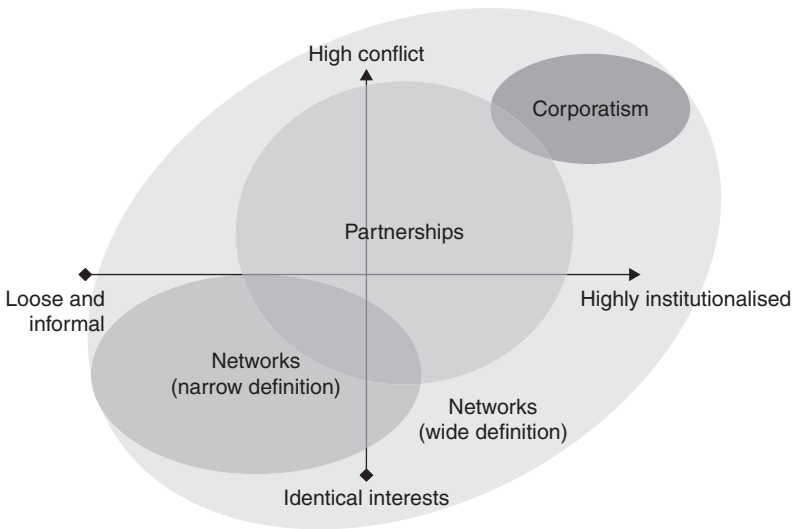 High conflict
Corporatism
Partnerships
Loose and
informal
Highly institutionalised
Networks
(narrow definition)
Networks
(wide definition)
Identical interests